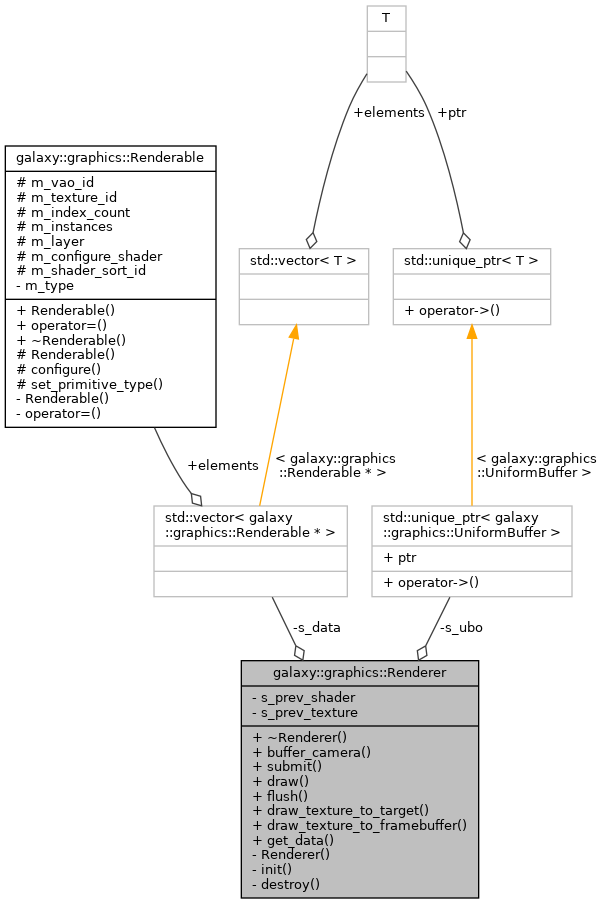 T
+elements
+ptr
galaxy::graphics::Renderable
# m_vao_id
# m_texture_id
# m_index_count
# m_instances
# m_layer
# m_configure_shader
# m_shader_sort_id
- m_type
+ Renderable()
+ operator=()
+ ~Renderable()
# Renderable()
# configure()
# set_primitive_type()
- Renderable()
- operator=()
std::vector< T >
std::unique_ptr< T >
+ operator->()
+elements
< galaxy::graphics
::Renderable * >
< galaxy::graphics
::UniformBuffer >
std::vector< galaxy
::graphics::Renderable * >
std::unique_ptr< galaxy
::graphics::UniformBuffer >
+ ptr
+ operator->()
-s_data
-s_ubo
galaxy::graphics::Renderer
- s_prev_shader
- s_prev_texture
+ ~Renderer()
+ buffer_camera()
+ submit()
+ draw()
+ flush()
+ draw_texture_to_target()
+ draw_texture_to_framebuffer()
+ get_data()
- Renderer()
- init()
- destroy()